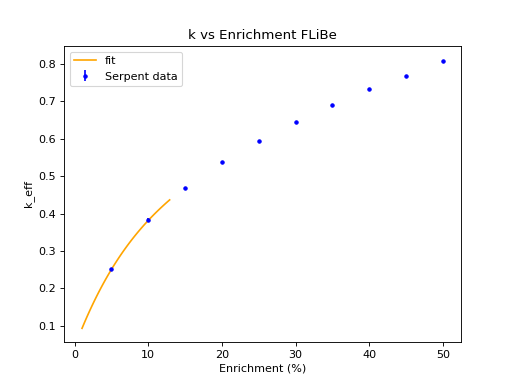 k vs Enrichment FLiBe
fit
Serpent data
0.8
0.7
0.6
0.5
0.4
0.3
0.2
0.1
k_eff
0 10 20 30 40 50
Enrichment (%)